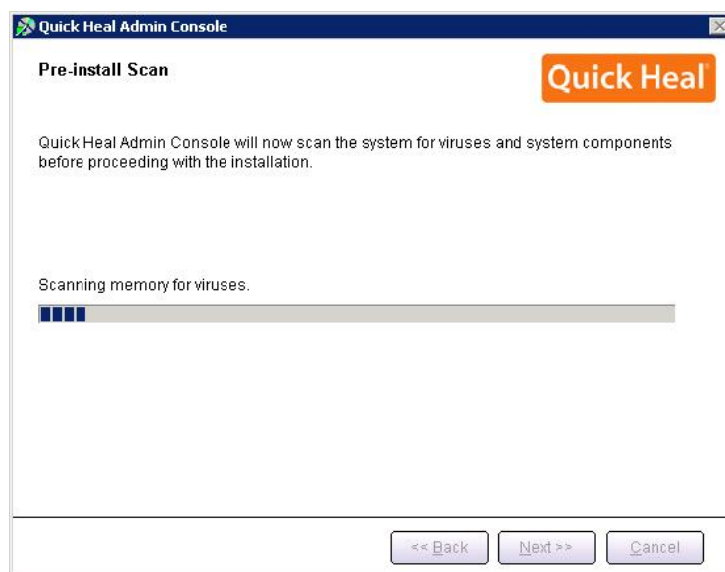 Quick Heal Admin Console
Pre-install Scan
Quick Heal
Quick Heal Admin Console will now scan the system for viruses and system components
before proceeding with the installation.
Scanning memory for viruses.
<< Back
Next >>
Cancel